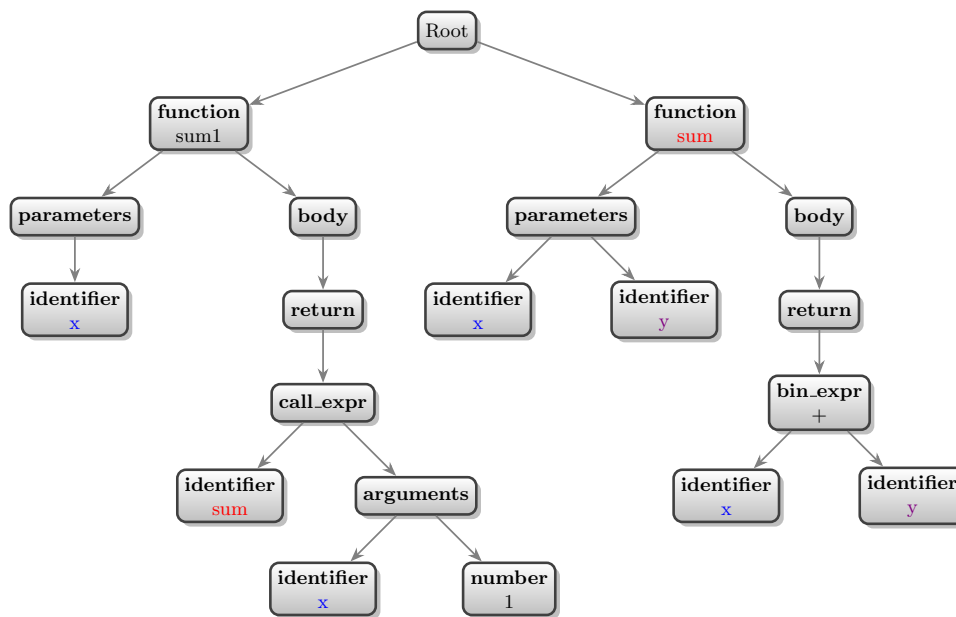 Root
function
sum1
function
sum
parameters
body
parameters
body
identifier
x
return
identifier
x
identifier
y
return
call_expr
bin_expr
+
identifier
sum
arguments
identifier
x
identifier
y
identifier
x
number
1